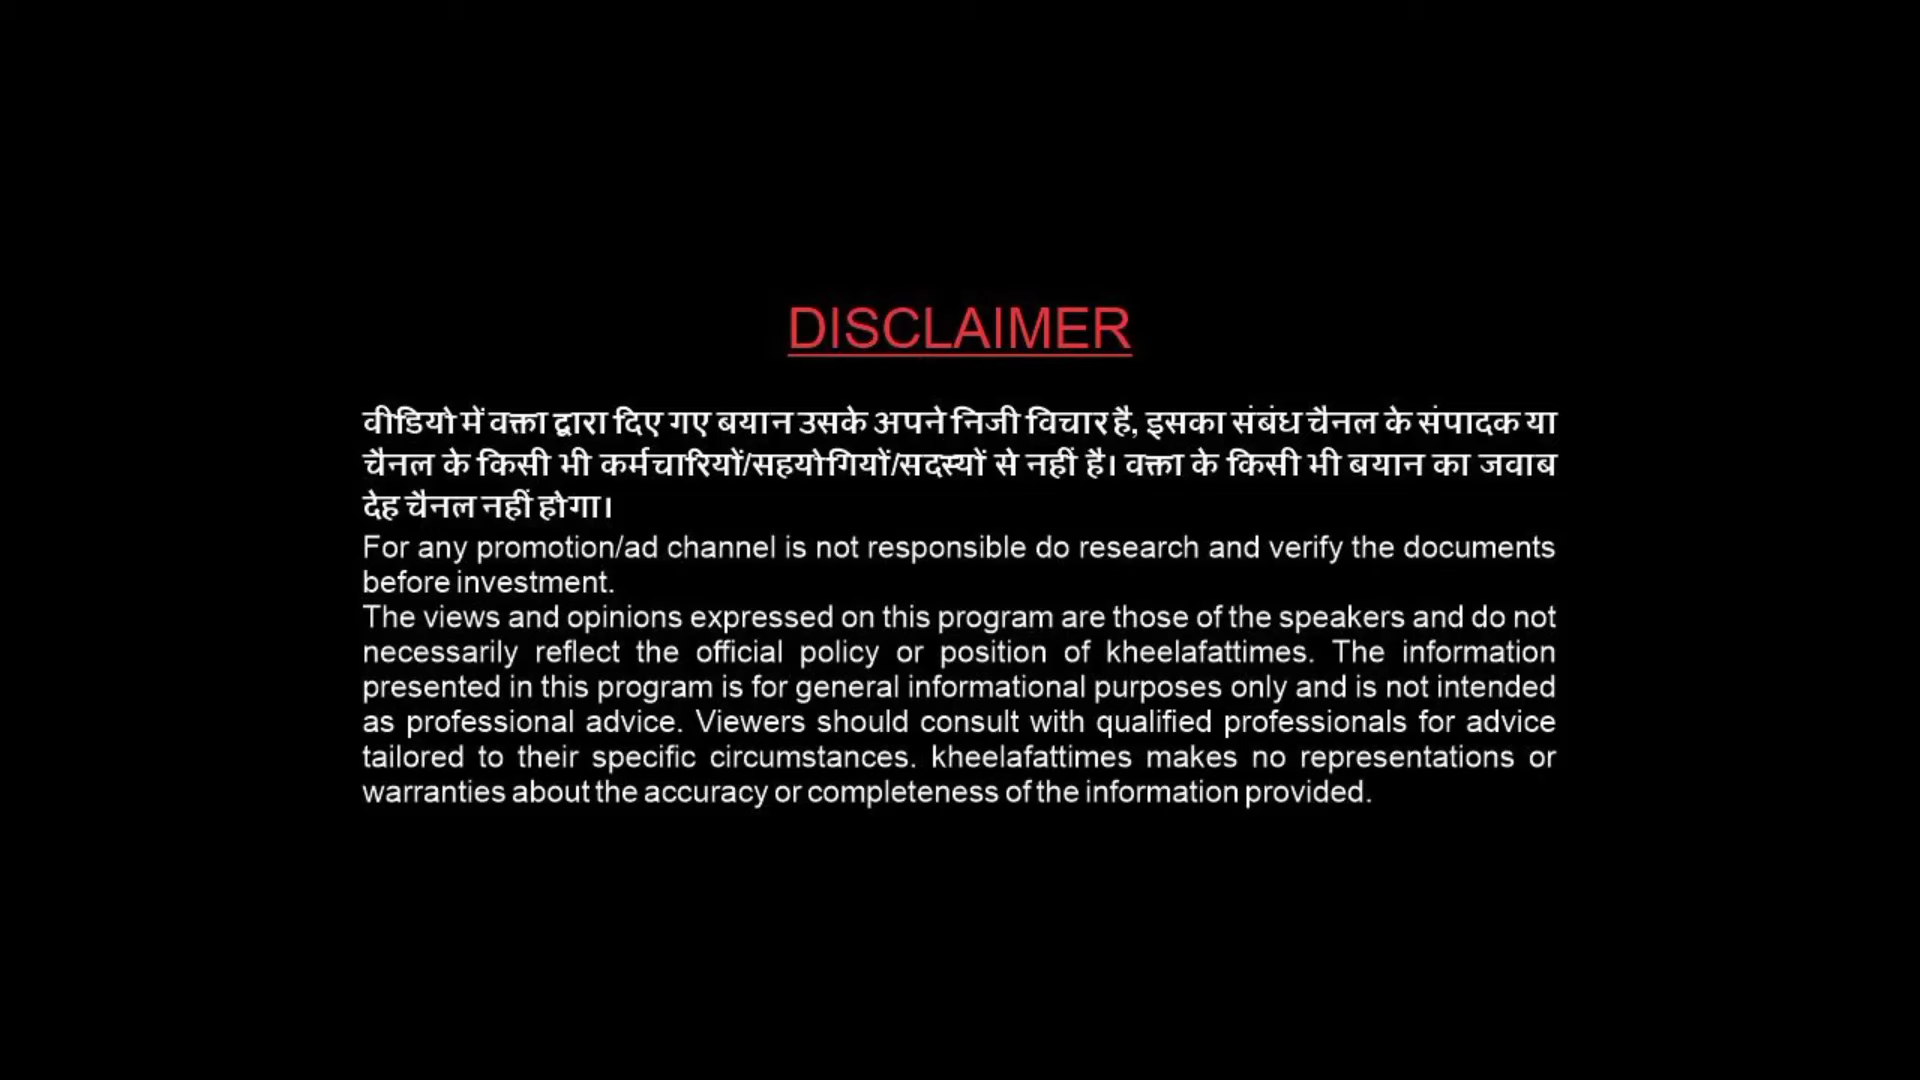 DISCLAIMER
वीडियो में वक्ता द्वारा दिए गए बयान उसके अपने निजी विचार है, इसका संबंध चैनल के संपादक या
चैनल के किसी भी कर्मचारियों/सहयोगियों/सदस्यों से नहीं है। वक्ता के किसी भी बयान का जवाब
देह चैनल नहीं होगा।
For any promotion/ad channel is not responsible do research and verify the documents
before investment.
The views and opinions expressed on this program are those of the speakers and do not
necessarily reflect the official policy or position of kheelafattimes. The information
presented in this program is for general informational purposes only and is not intended
as professional advice. Viewers should consult with qualified professionals for advice
tailored to their specific circumstances. kheelafattimes makes no representations or
warranties about the accuracy or completeness of the information provided.